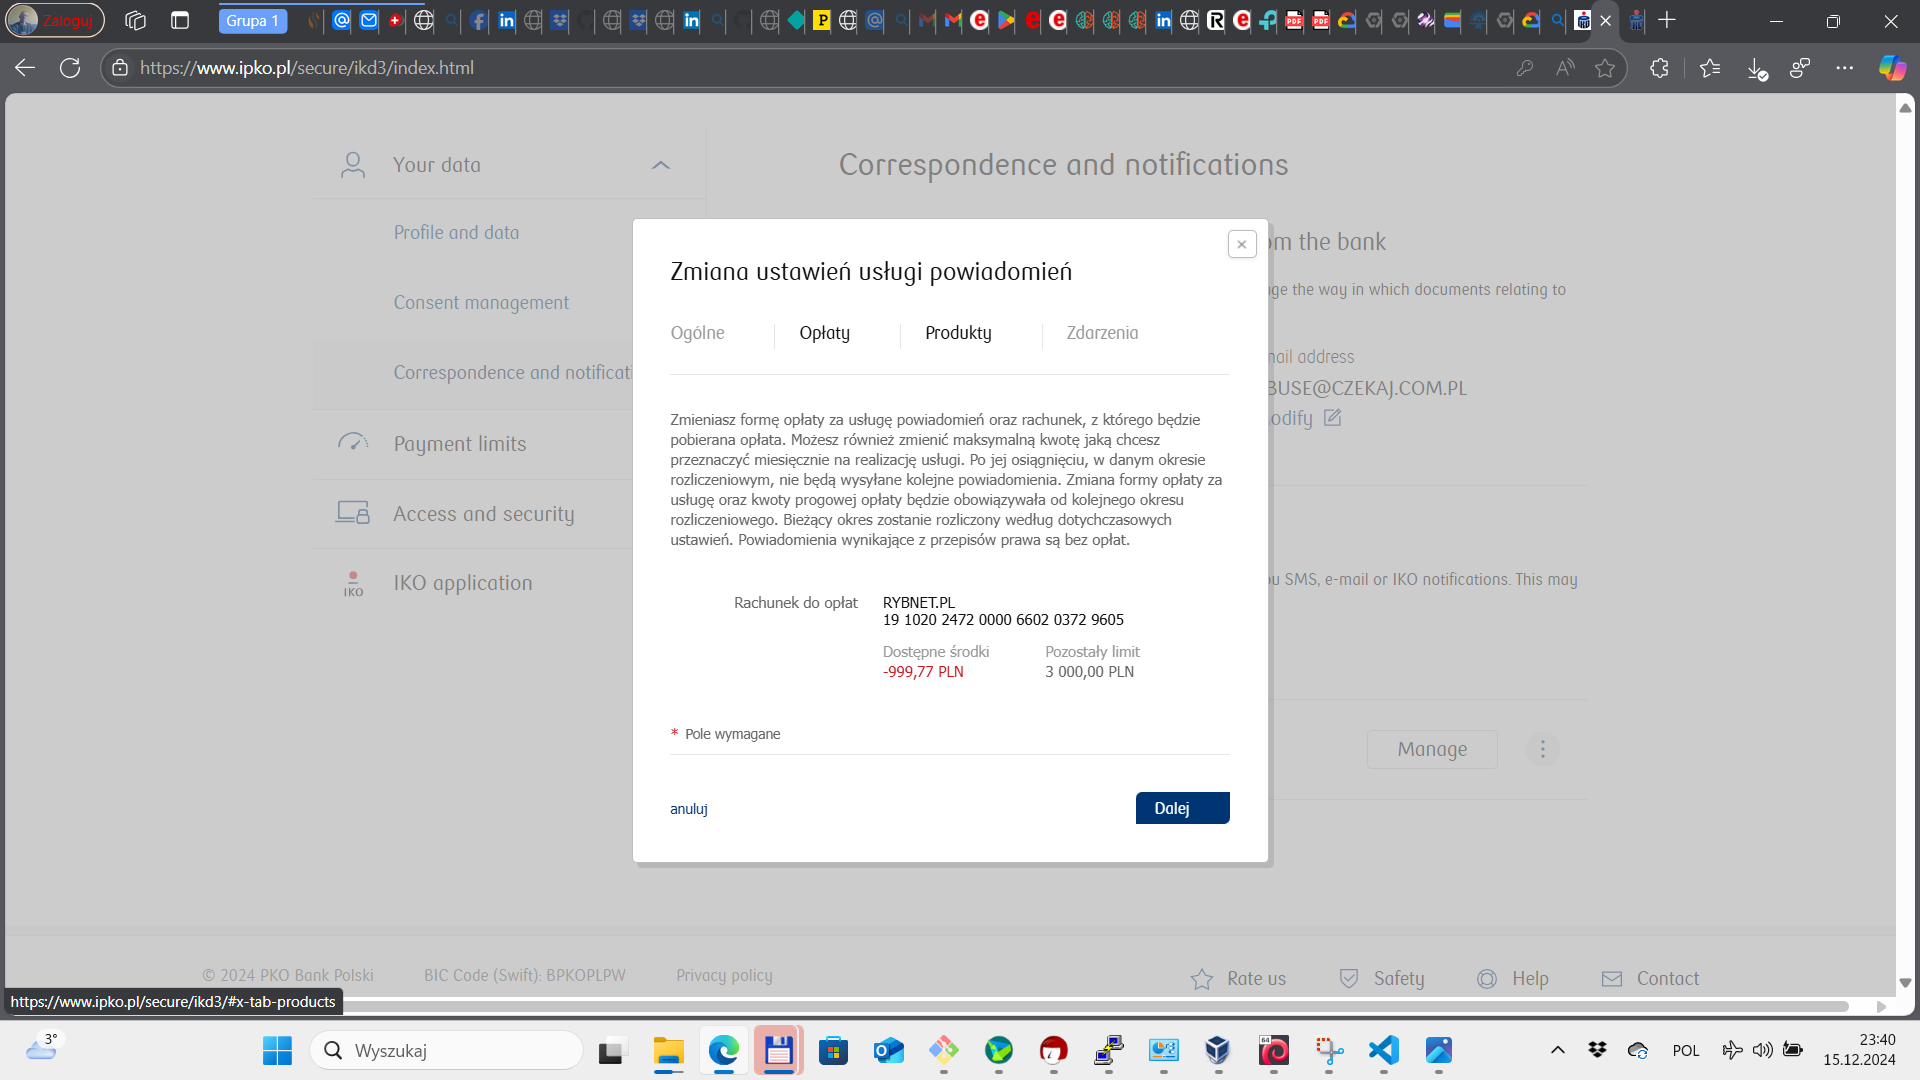 Zaloguj
Grupa 1
https://www.ipko.pl/secure/ikd3/index.html
Your data
Profile and data
Consent management
Correspondence and notificati
Payment limits
Access and security
IKO
IKO application
Correspondence and notifications
om the bank
nge the way in which documents relating to
ail address
BUSE@CZEKAJ.COM.PL
odify
ou SMS, e-mail or IKO notifications. This may
Manage
Zmiana ustawień usługi powiadomień
Ogólne
Opłaty
Produkty
Zdarzenia
Zmieniasz formę opłaty za usługę powiadomień oraz rachunek, z którego będzie
pobierana opłata. Możesz również zmienić maksymalną kwotę jaką chcesz
przeznaczyć miesięcznie na realizację usługi. Po jej osiągnięciu, w danym okresie
rozliczeniowym, nie będą wysyłane kolejne powiadomienia. Zmiana formy opłaty za
usługę oraz kwoty progowej opłaty będzie obowiązywała od kolejnego okresu
rozliczeniowego. Bieżący okres zostanie rozliczony według dotychczasowych
ustawień. Powiadomienia wynikające z przepisów prawa są bez opłat.
Rachunek do opłat
RYBNET.PL
19 1020 2472 0000 6602 0372 9605
Dostępne środki
Pozostały limit
-999,77 PLN
3 000,00 PLN
* Pole wymagane
anuluj
Dalej
© 2024 PKO Bank Polski
BIC Code (Swift): BPKOPLPW
Privacy policy
Rate us
Safety
Help
Contact
https://www.ipko.pl/secure/ikd3/#x-tab-products
3°
Wyszukaj
POL
23:40
15.12.2024